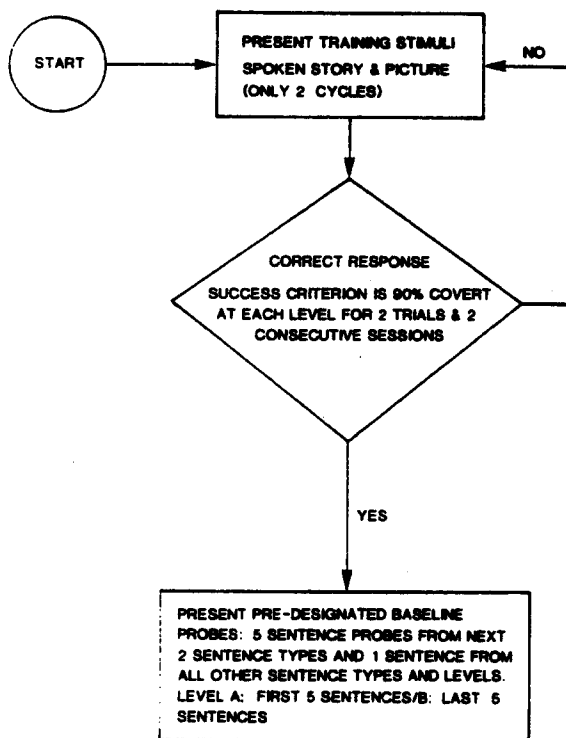 START
PRESENT TRAINING STIMULI
SPOKEN STORY & PICTURE
(ONLY 2 CYCLES)
NO
CORRECT RESPONSE
SUCCESS CRITERION IS 90% COVERT
AT EACH LEVEL FOR 2 TRIALS & 2
CONSECUTIVE SESSIONS
YES
PRESENT PRE-DESIGNATED BASELINE
PROBES: 5 SENTENCE PROBES FROM NEXT
2 SENTENCE TYPES AND 1 SENTENCE FROM
ALL OTHER SENTENCE TYPES AND LEVELS.
LEVEL A: FIRST 5 SENTENCES/B: LAST 5
SENTENCES